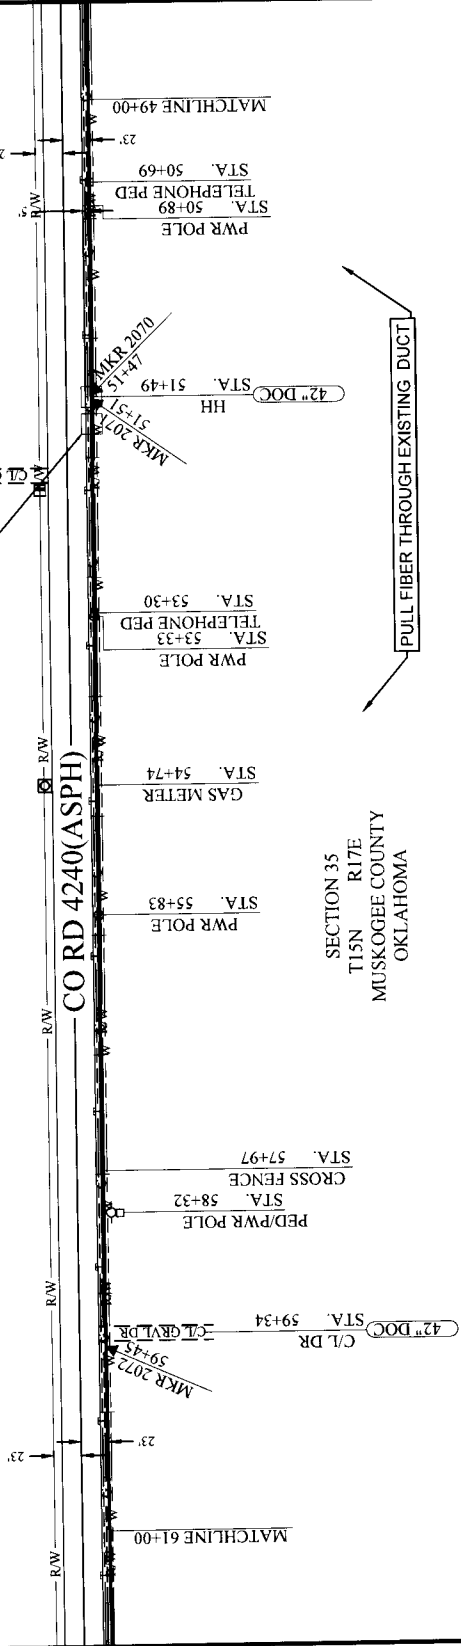 MATCHLINE 49+00
23'
R/W
STA. 50+69
TELEPHONE PED
STA. 50+89
PWR POLE
5'
R/W
MKR 2070
51+47
STA. 51+49
HH
42" DOC
51+51
MKR 2071
C/L
R/W
PULL FIBER THROUGH EXISTING DUCT
STA. 53+30
TELEPHONE PED
STA. 53+33
PWR POLE
R/W
CO RD 4240(ASPH)
STA. 54+74
GAS METER
STA. 55+83
PWR POLE
SECTION 35
T15N R17E
MUSKOGEE COUNTY
OKLAHOMA
R/W
STA. 57+97
CROSS FENCE
STA. 58+32
PED/PWR POLE
R/W
C/L GRVL DR
STA. 59+34
C/L DR
42" DOC
59+45
MKR 2072
23'
23'
MATCHLINE 61+00
R/W